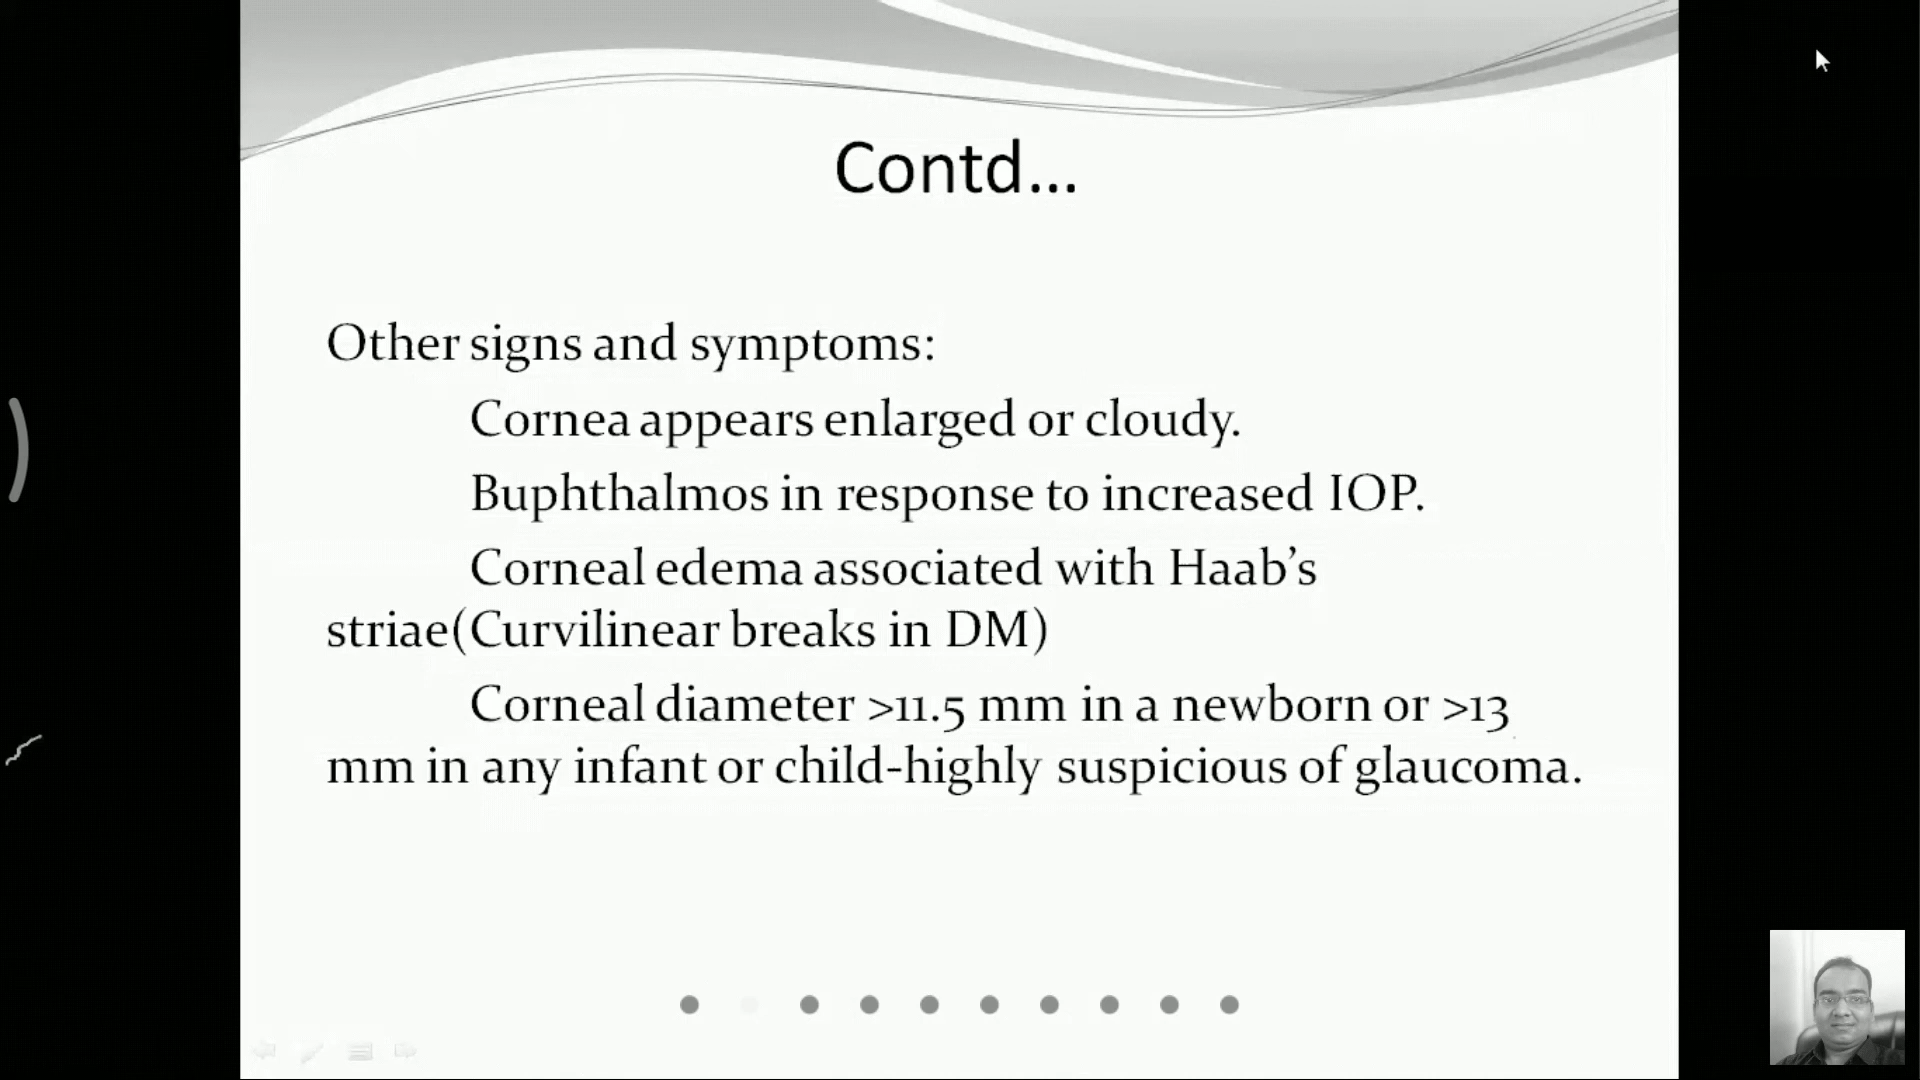 Contd...
Other signs and symptoms:
Cornea appears enlarged or cloudy.
Buphthalmos in response to increased IOP.
Corneal edema associated with Haab’s
striae(Curvilinear breaks in DM)
Corneal diameter >11.5 mm in a newborn or >13
mm in any infant or child-highly suspicious of glaucoma.